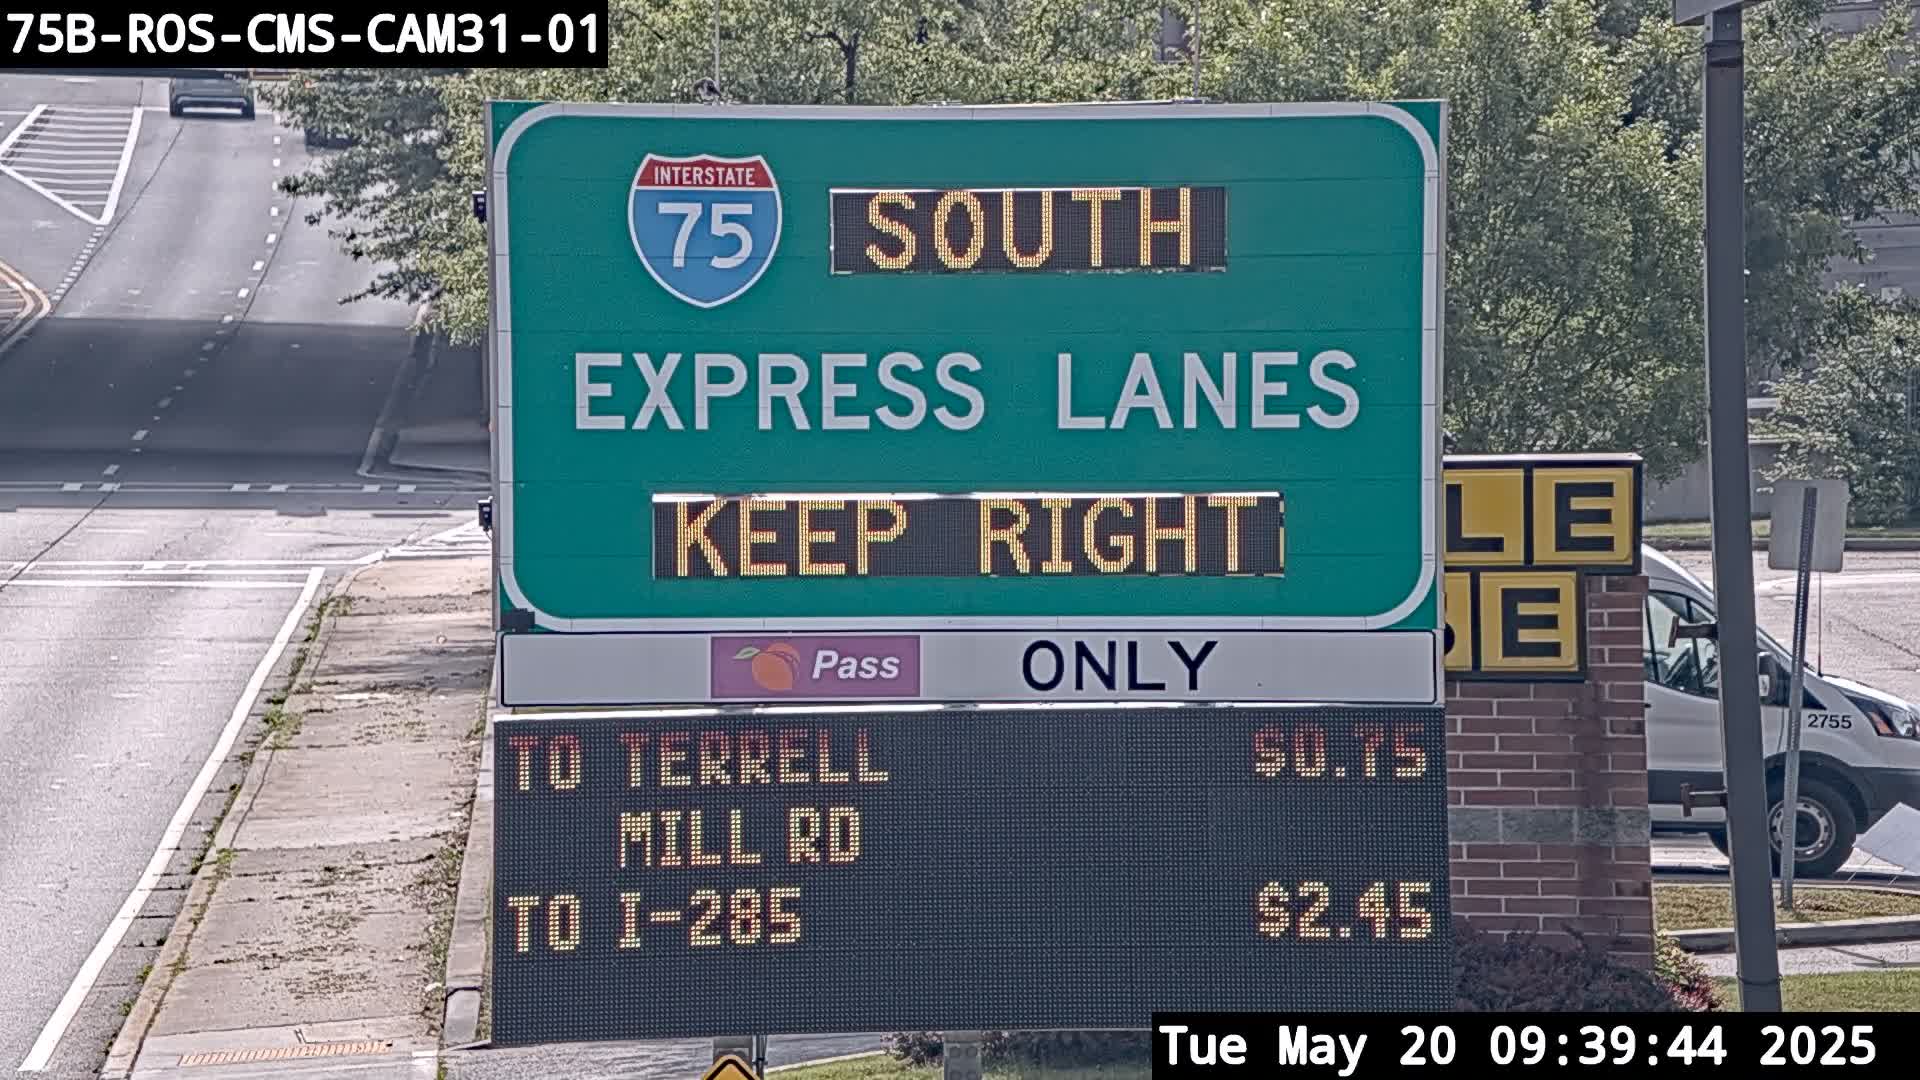 75B-ROS-CMS-CAM31-01
INTERSTATE
75
SOUTH
EXPRESS LANES
KEEP RIGHT
Pass ONLY
TO TERRELL $0.75
MILL RD
TO I-285 $2.45
LE
E
2755
Tue May 20 09:39:44 2025